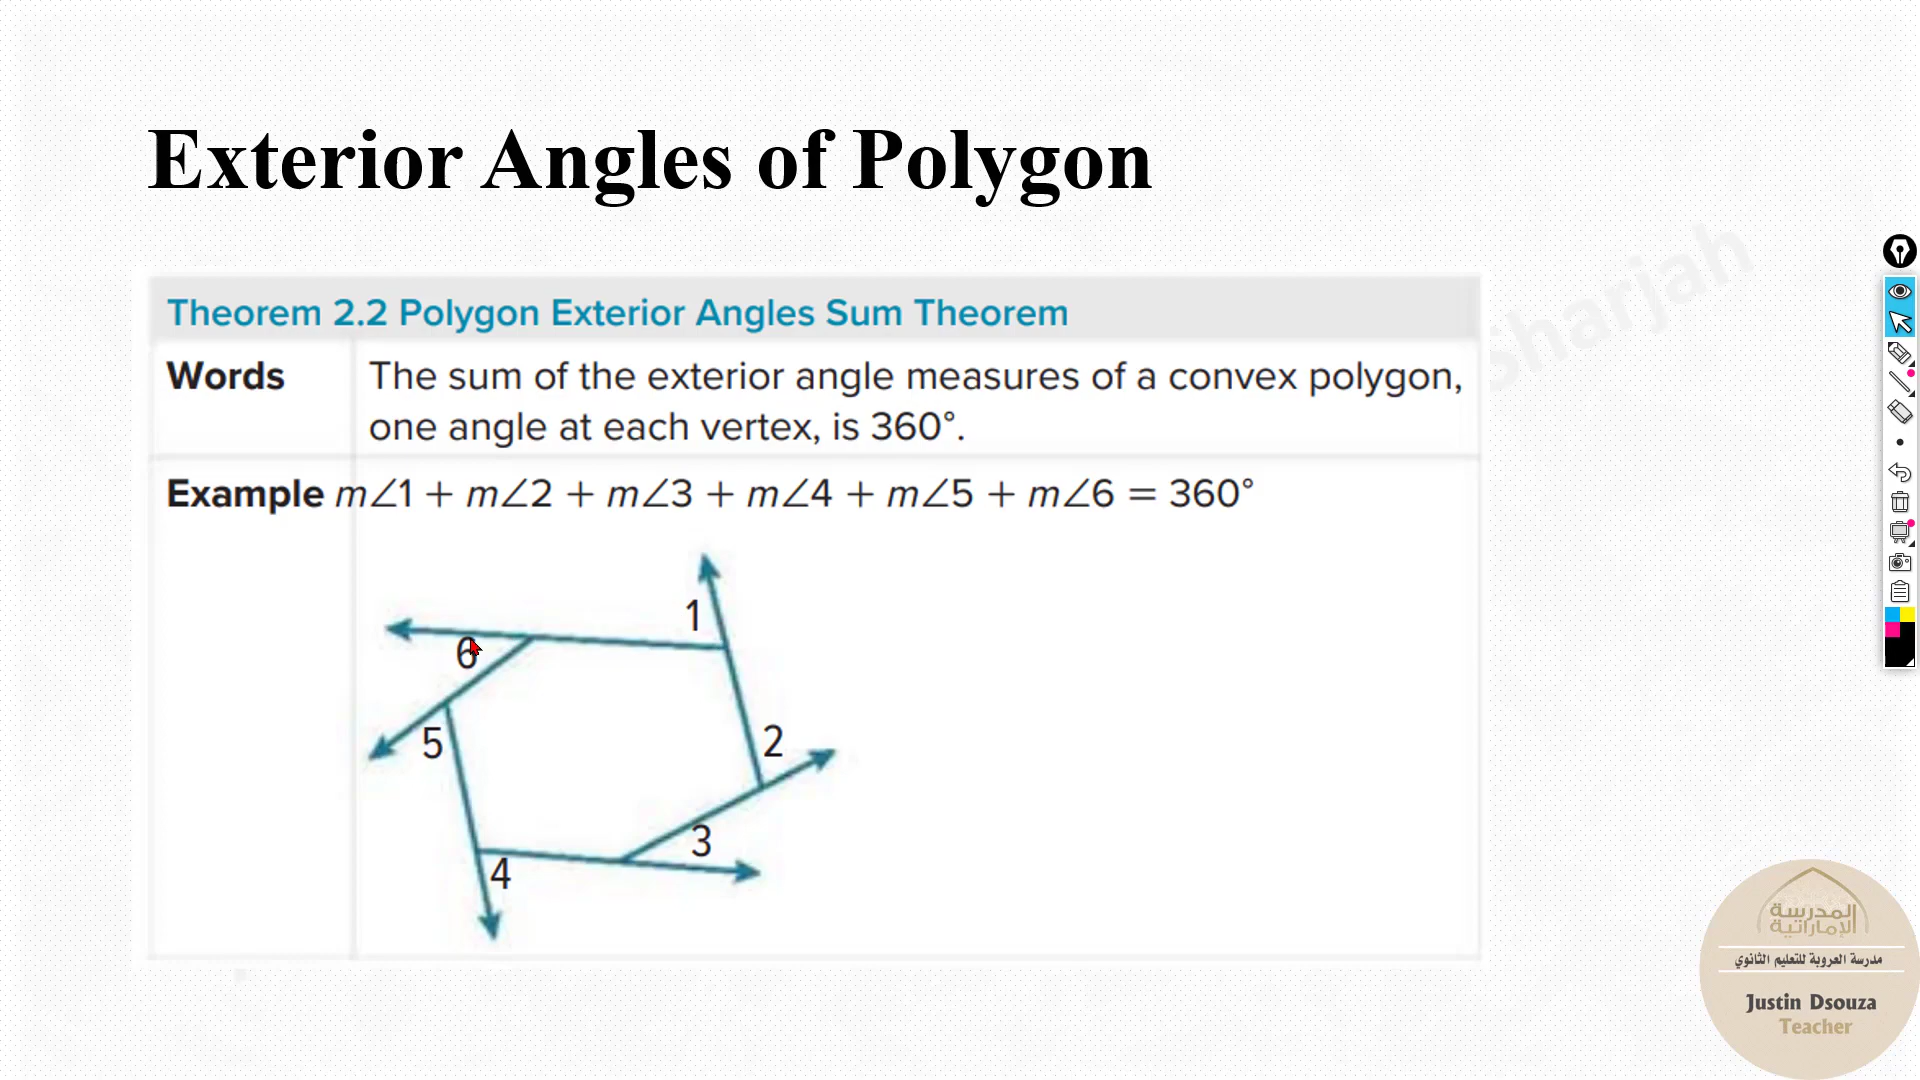 Exterior Angles of Polygon
Sharjah
Theorem 2.2 Polygon Exterior Angles Sum Theorem
Words
The sum of the exterior angle measures of a convex polygon,
one angle at each vertex, is 360°.
Example m∠1 + m∠2 + m∠3 + m∠4 + m∠5 + m∠6 = 360°
1
6
5
2
3
4
المدرسة
الإماراتية
مدرسة العروبة للتعليم الثانوي
Justin Dsouza
Teacher